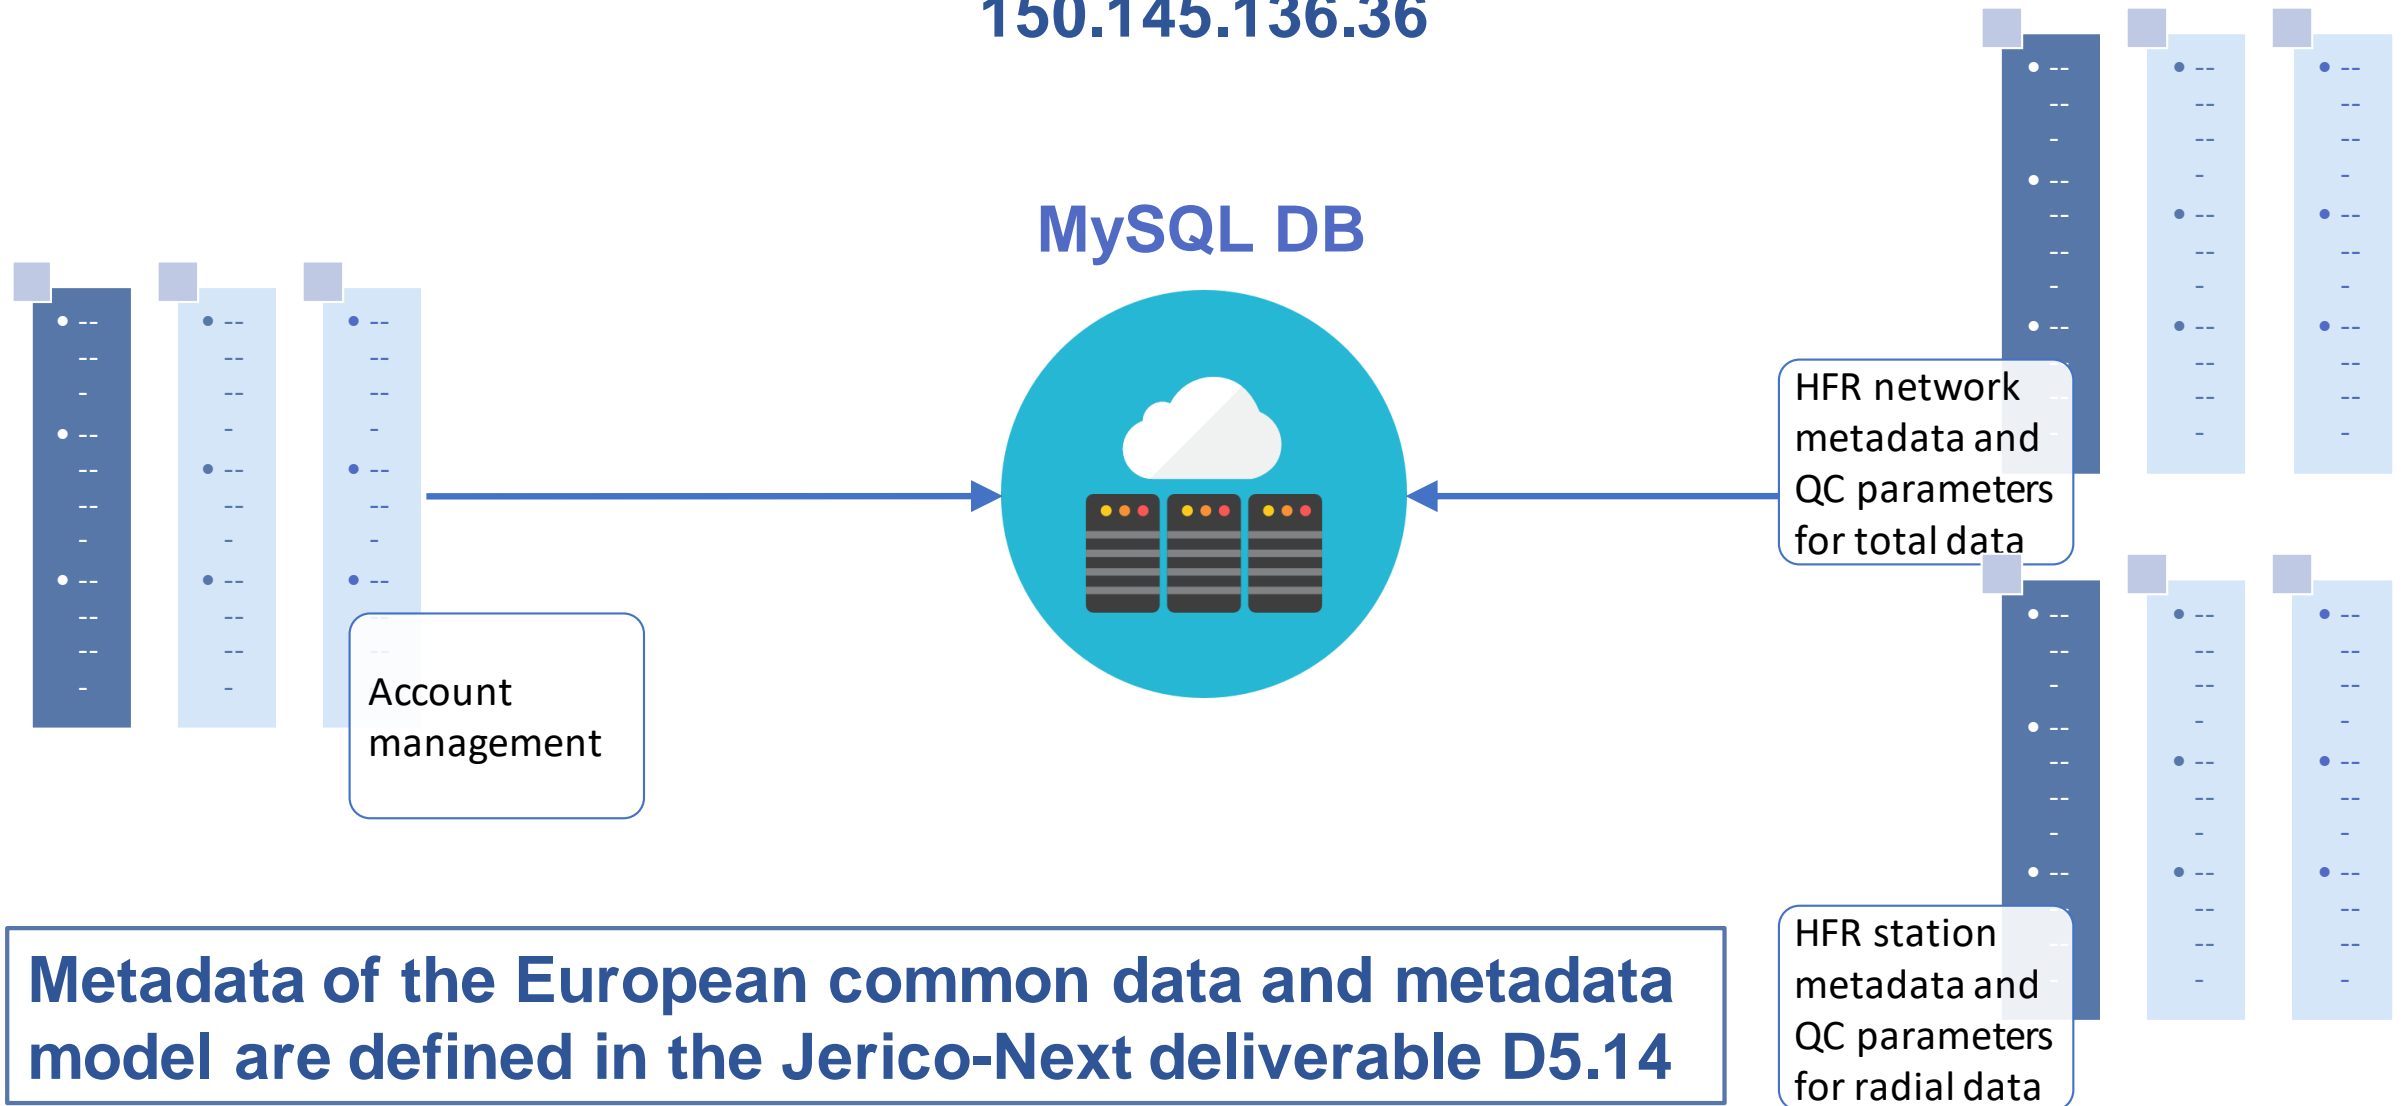 150.145.136.36
MySQL DB
Account
management
HFR network
metadata and
QC parameters
for total data
HFR station
metadata and
QC parameters
for radial data
Metadata of the European common data and metadata
model are defined in the Jerico-Next deliverable D5.14